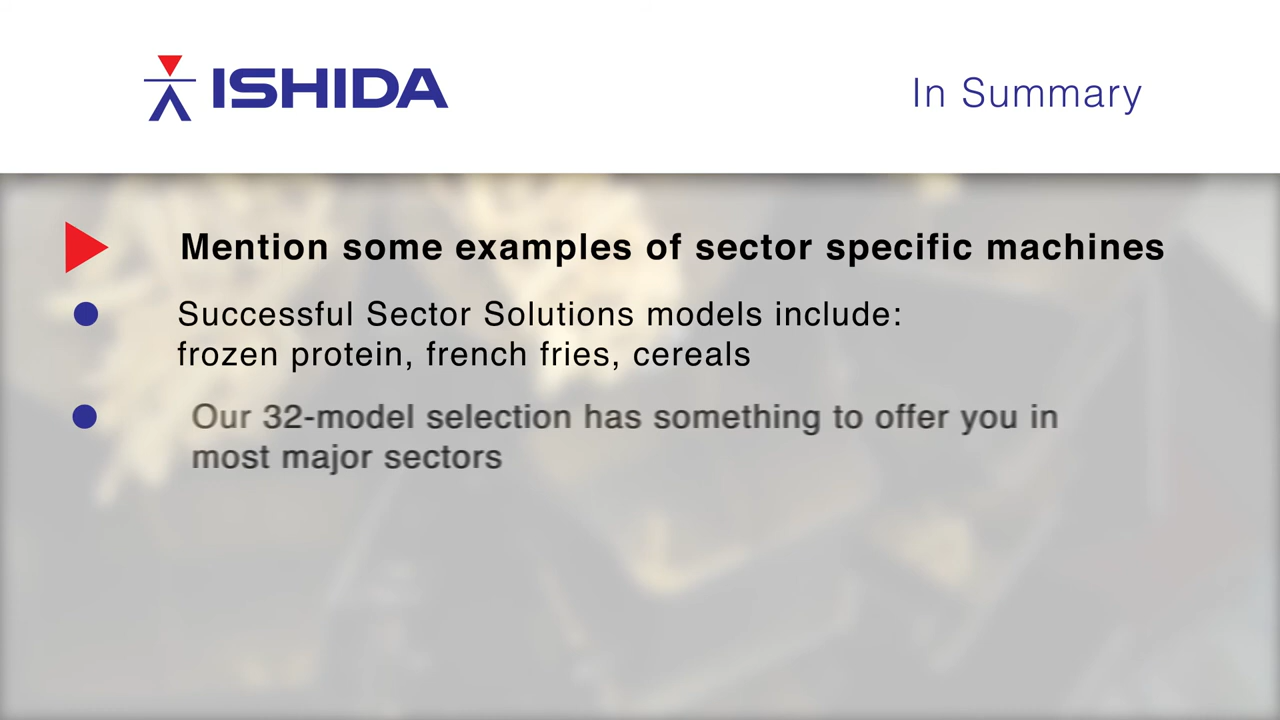 ISHIDA
In Summary
Mention some examples of sector specific machines
Successful Sector Solutions models include:
frozen protein, french fries, cereals
Our 32-model selection has something to offer you in
most major sectors